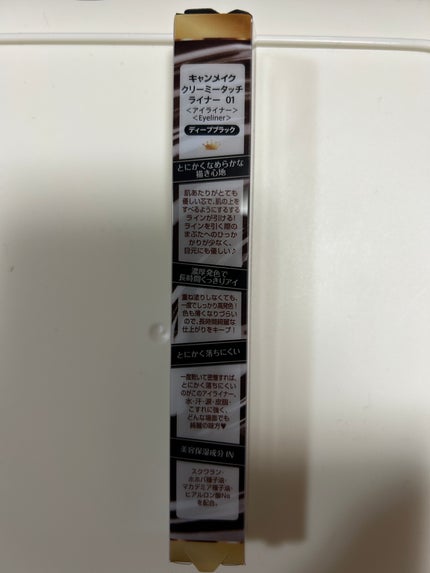 キャンメイク
クリーミータッチ
ライナー 01
<アイライナー>
<Eyeliner>
ディープブラック
とにかくなめらかな
描き心地
肌あたりがとても
優しい芯で、肌の上を
すべるようにするする
ラインが引ける!
ラインを引く際の
まぶたへのひっか
かりが少なく、
目元にも優しい♪
濃厚発色で
長時間くっきりアイ
重ね塗りしなくても、
一度でしっかり高発色!
色も薄くなりづらい
ので、長時間綺麗な
仕上がりをキープ!
とにかく落ちにくい
一度乾いて密着すれば、
とにかく落ちにくい
のがこのアイライナー。
水・汗・涙・皮脂・
こすれに強く、
どんな場面でも
綺麗の味方♥
美容保湿成分 IN
スクワラン・
ホホバ種子油・
マカデミア種子油・
ヒアルロン酸Na
を配合。